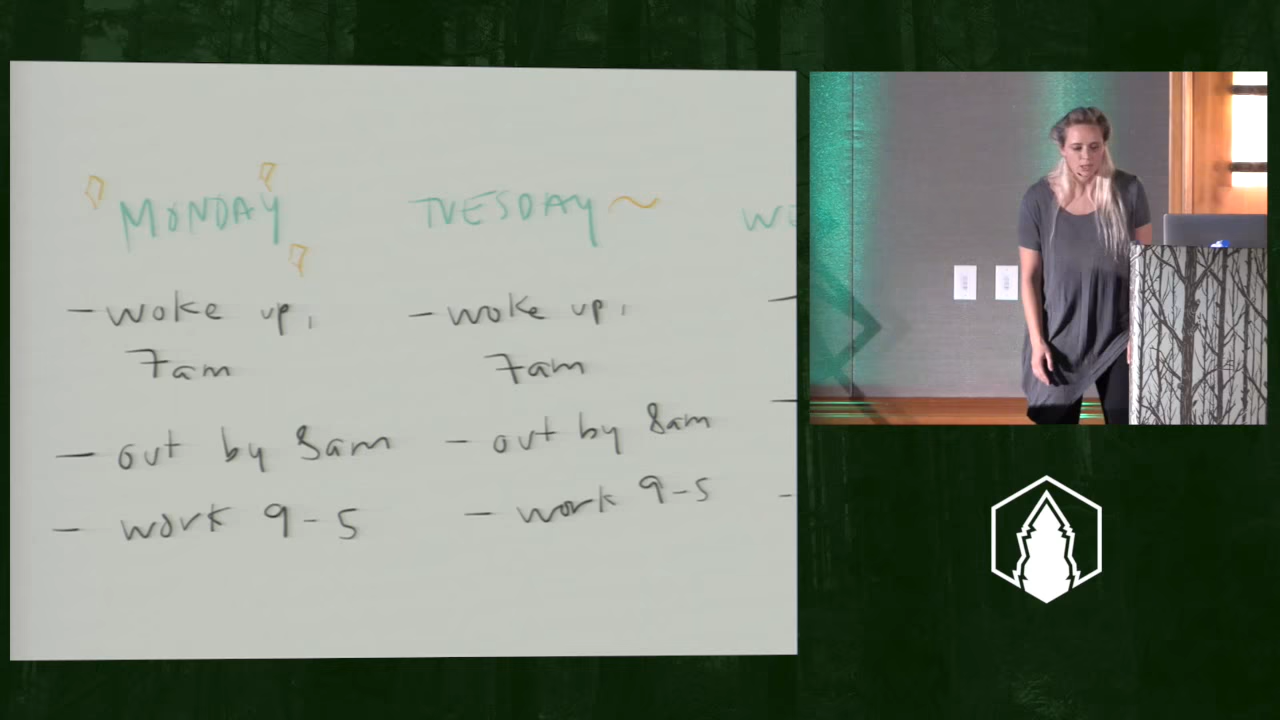 MONDAY
- woke up,
7am
- out by 8am
- work 9-5
TUESDAY ~
- woke up,
7am
- out by 8am
- work 9-5
WE